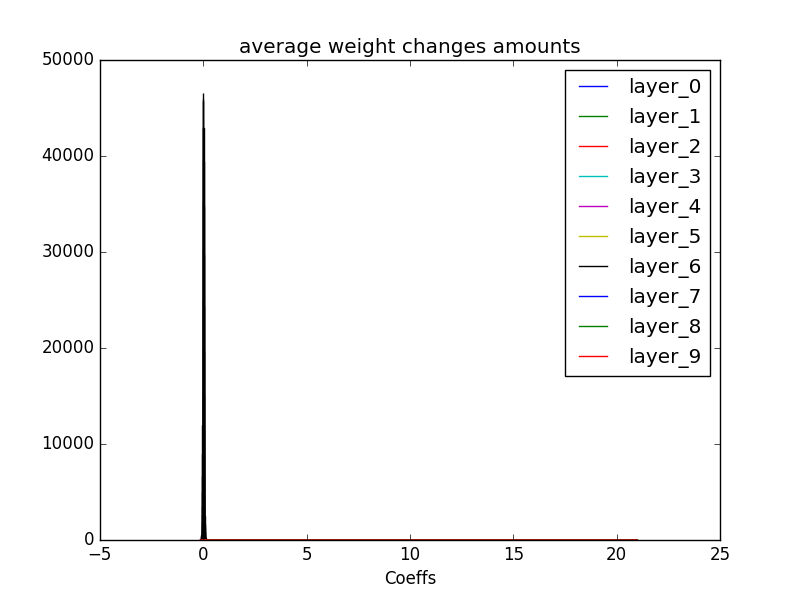 average weight changes amounts
50000
40000
30000
20000
10000
0
−5
0
5
10
15
20
25
Coeffs
layer_0
layer_1
layer_2
layer_3
layer_4
layer_5
layer_6
layer_7
layer_8
layer_9